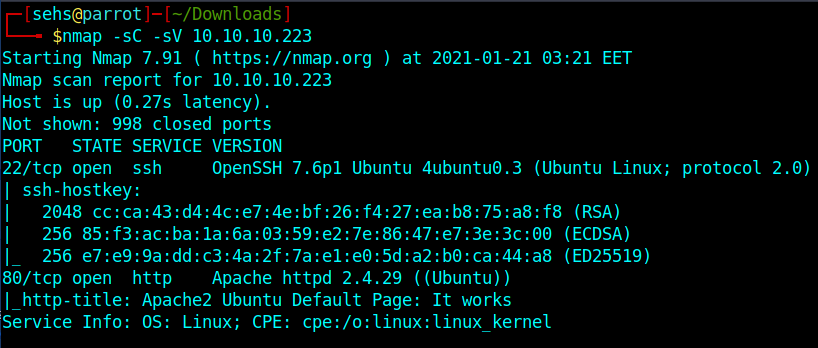 [sehs@parrot]-[~/Downloads]
$nmap -sC -sV 10.10.10.223
Starting Nmap 7.91 ( https://nmap.org ) at 2021-01-21 03:21 EET
Nmap scan report for 10.10.10.223
Host is up (0.27s latency).
Not shown: 998 closed ports
PORT   STATE SERVICE VERSION
22/tcp open  ssh     OpenSSH 7.6p1 Ubuntu 4ubuntu0.3 (Ubuntu Linux; protocol 2.0)
| ssh-hostkey:
|   2048 cc:ca:43:d4:4c:e7:4e:bf:26:f4:27:ea:b8:75:a8:f8 (RSA)
|   256 85:f3:ac:ba:1a:6a:03:59:e2:7e:86:47:e7:3e:3c:00 (ECDSA)
|_  256 e7:e9:9a:dd:c3:4a:2f:7a:e1:e0:5d:a2:b0:ca:44:a8 (ED25519)
80/tcp open  http    Apache httpd 2.4.29 ((Ubuntu))
|_http-title: Apache2 Ubuntu Default Page: It works
Service Info: OS: Linux; CPE: cpe:/o:linux:linux_kernel